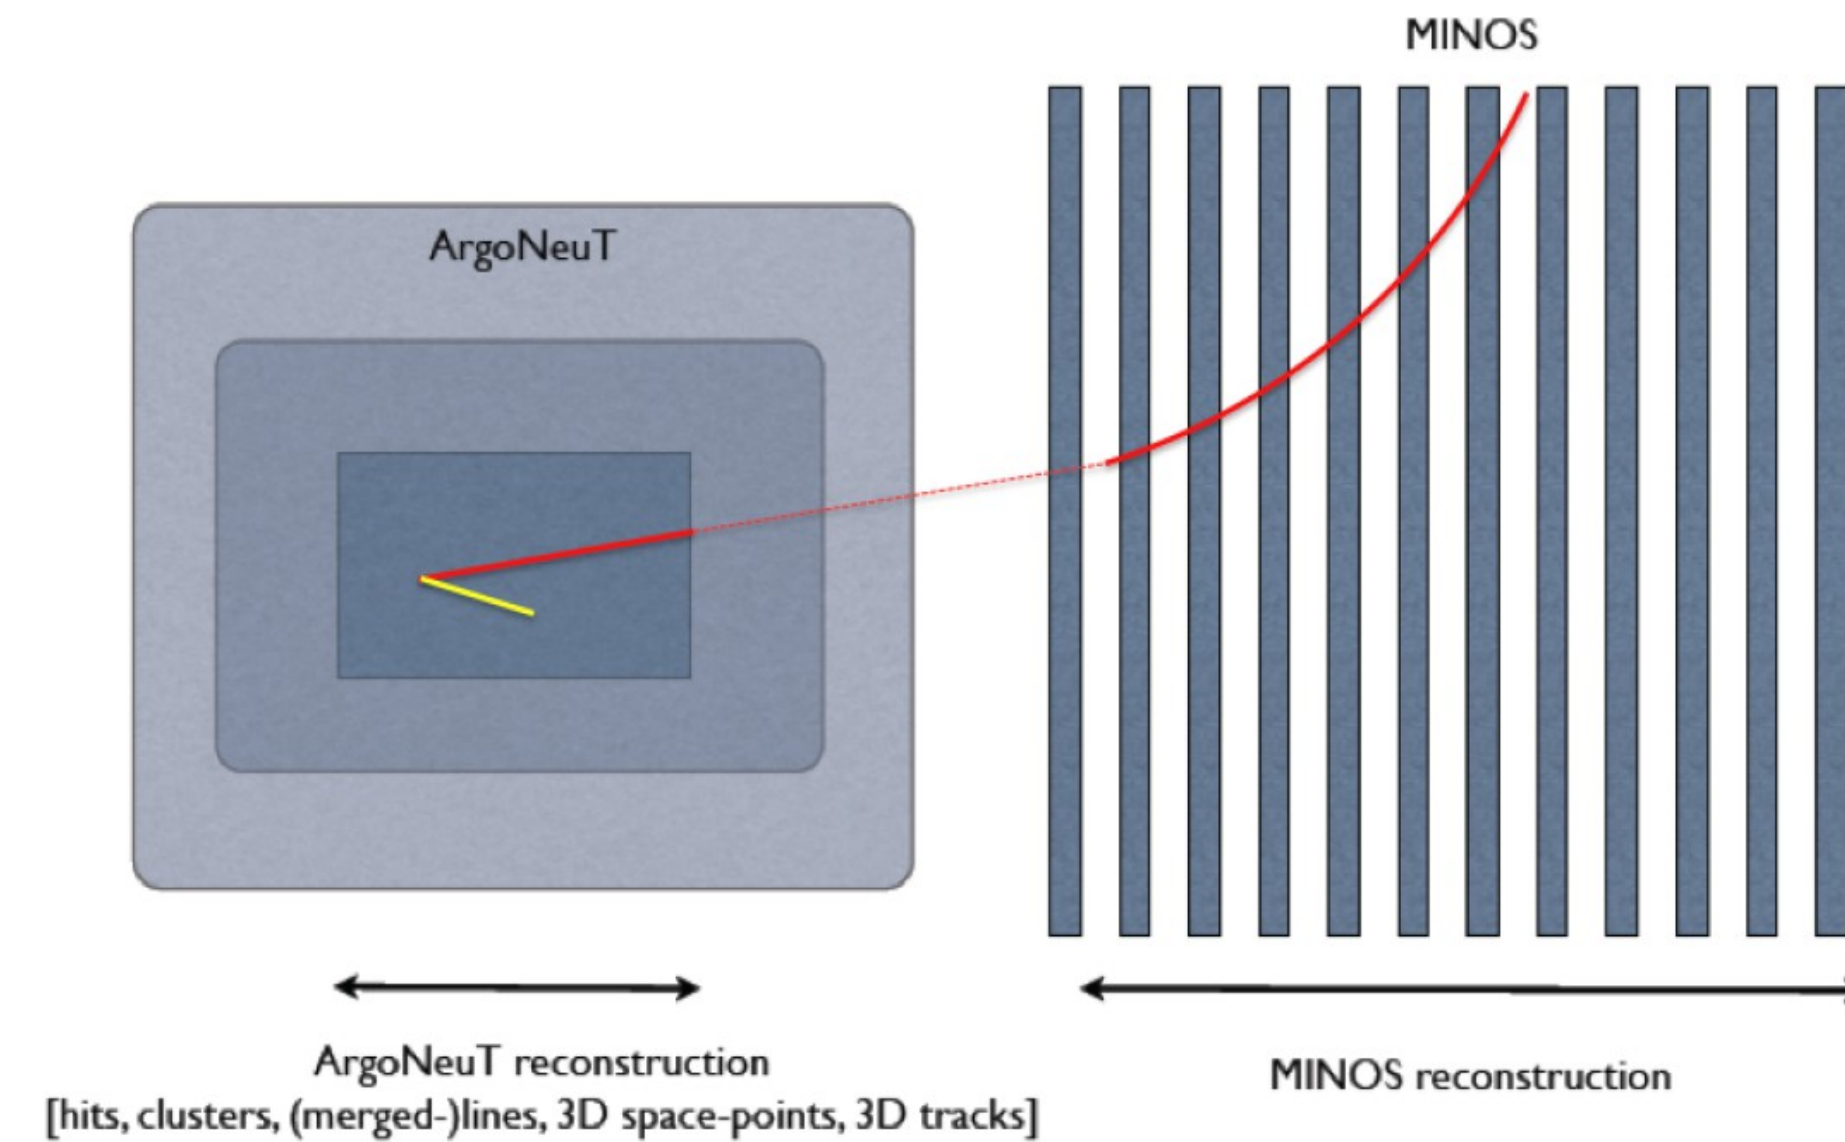 MINOS
ArgoNeuT
ArgoNeuT reconstruction
[hits, clusters, (merged-)lines, 3D space-points, 3D tracks]
MINOS reconstruction